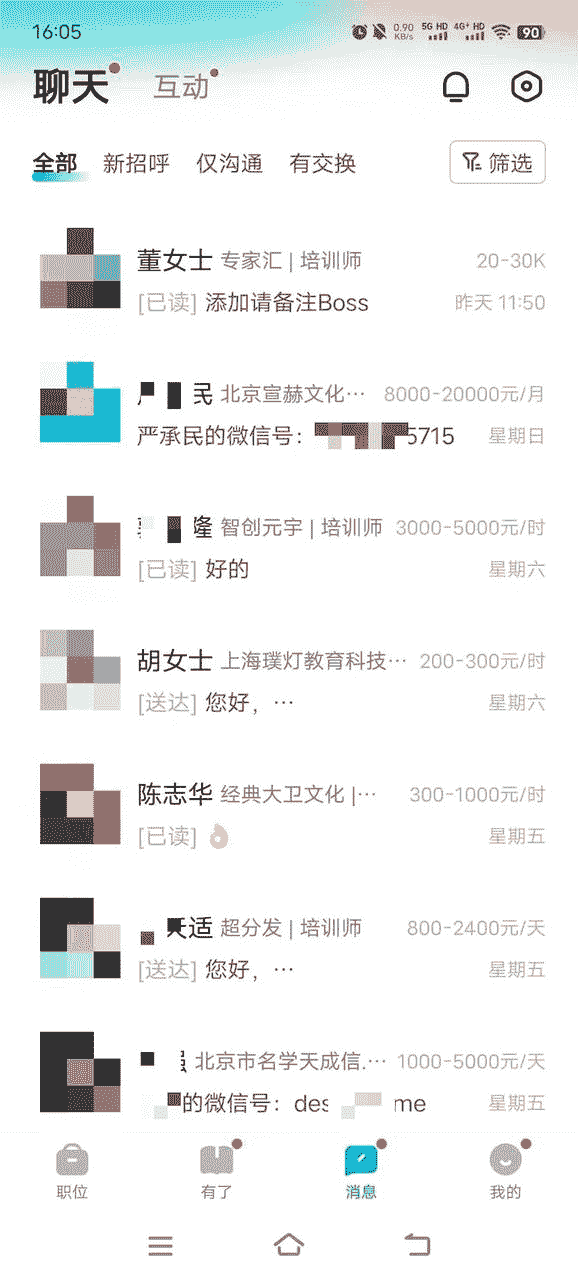 16:05 0.90 KB/s 5G HD 4G+ HD 90
聊天 互动
全部 新招呼 仅沟通 有交换 筛选
董女士 专家汇 | 培训师 20-30K
[已读] 添加请备注Boss 昨天 11:50
民 北京宣赫文化… 8000-20000元/月
严承民的微信号： 5715 星期日
隆 智创元宇 | 培训师 3000-5000元/时
[已读] 好的 星期六
胡女士 上海璞灯教育科技… 200-300元/时
[送达] 您好，… 星期六
陈志华 经典大卫文化 |… 300-1000元/时
[已读] 👌 星期五
天适 超分发 | 培训师 800-2400元/天
[送达] 您好，… 星期五
北京市名学天成信.… 1000-5000元/天
的微信号：des me 星期五
职位 有了 消息 我的